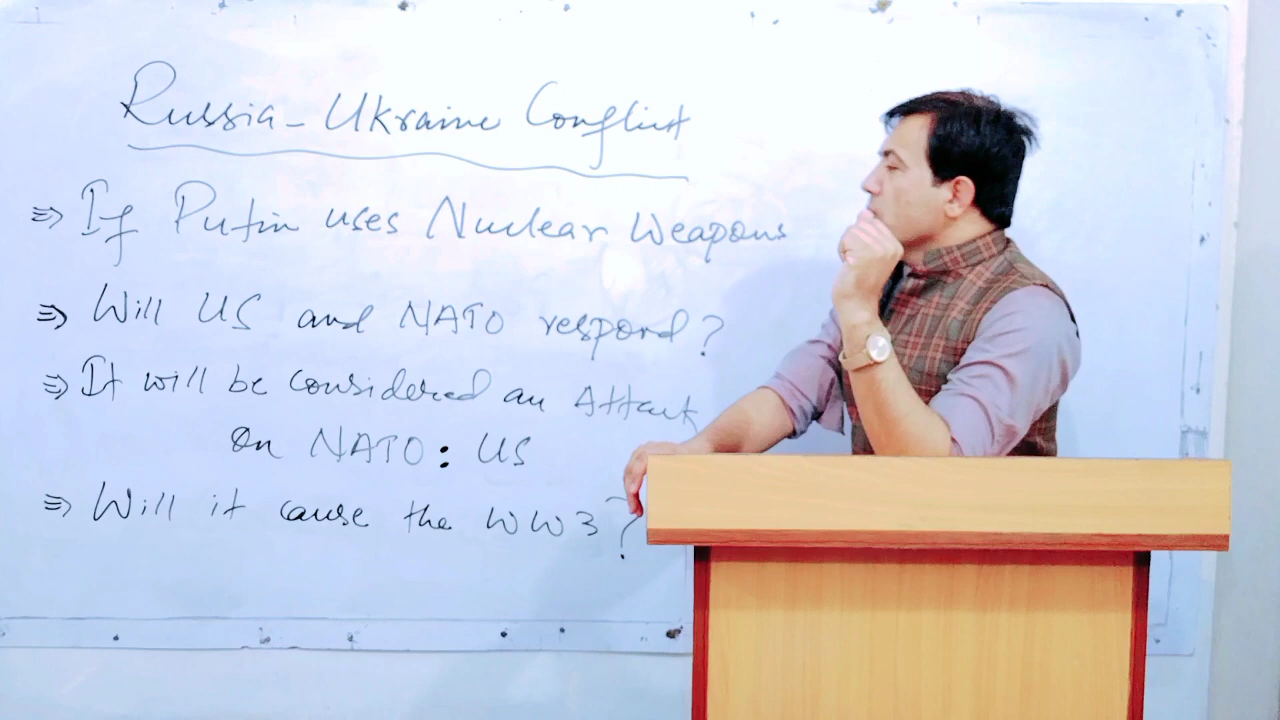 Russia - Ukraine Conflict
⇒ If Putin uses Nuclear Weapons
⇒ Will US and NATO respond?
⇒ It will be considered an Attack
on NATO: US
⇒ Will it cause the WW3?